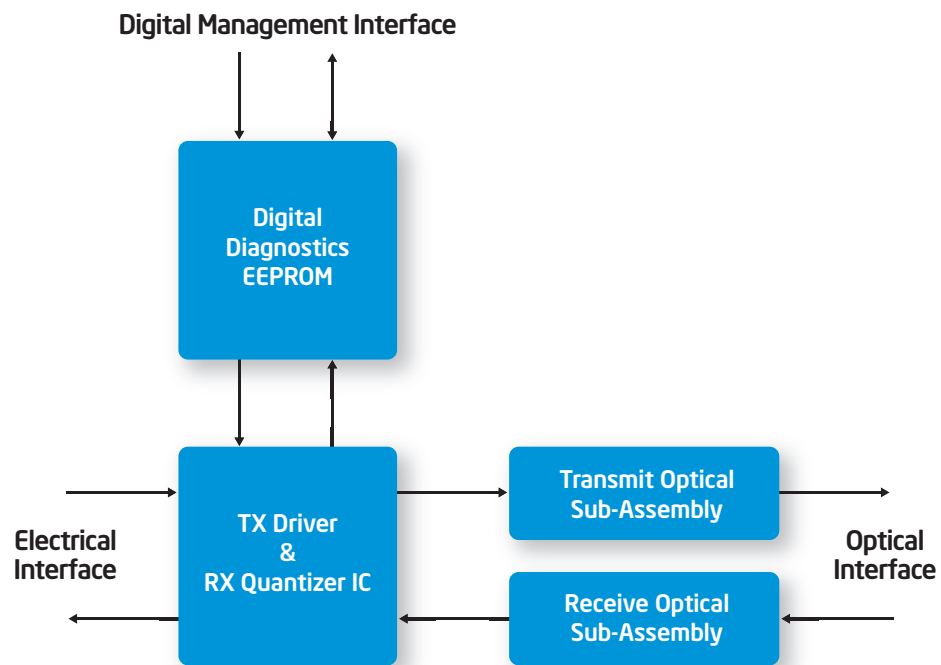 Digital Management Interface
Digital
Diagnostics
EEPROM
TX Driver
&
RX Quantizer IC
Transmit Optical
Sub-Assembly
Receive Optical
Sub-Assembly
Electrical
Interface
Optical
Interface